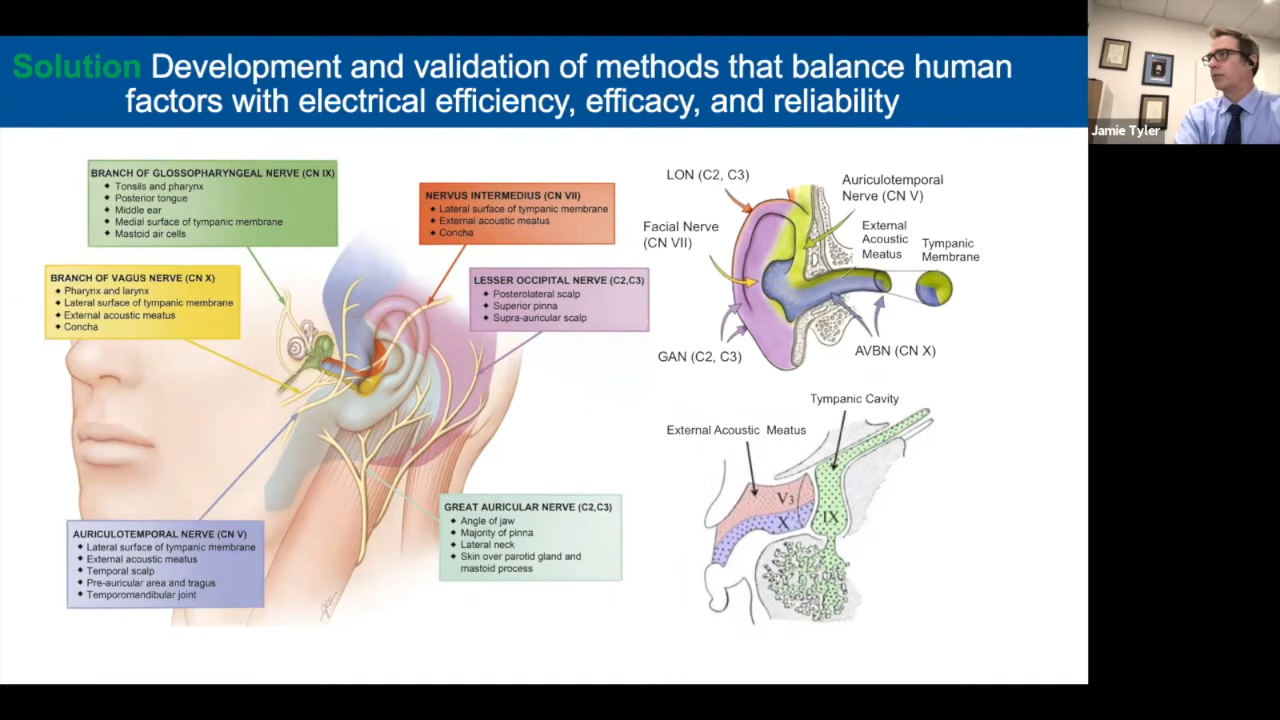 Solution Development and validation of methods that balance human
factors with electrical efficiency, efficacy, and reliability
Jamie Tyler
BRANCH OF GLOSSOPHARYNGEAL NERVE (CN IX)
Tonsils and pharynx
Posterior tongue
Middle ear
Medial surface of tympanic membrane
Mastoid air cells
NERVUS INTERMEDIUS (CN VII)
Lateral surface of tympanic membrane
External acoustic meatus
Concha
BRANCH OF VAGUS NERVE (CN X)
Pharynx and larynx
Lateral surface of tympanic membrane
External acoustic meatus
Concha
LESSER OCCIPITAL NERVE (C2,C3)
Posterolateral scalp
Superior pinna
Supra-auricular scalp
AURICULOTEMPORAL NERVE (CN V)
Lateral surface of tympanic membrane
External acoustic meatus
Temporal scalp
Pre-auricular area and tragus
Temporomandibular joint
GREAT AURICULAR NERVE (C2,C3)
Angle of jaw
Majority of pinna
Lateral neck
Skin over parotid gland and
mastoid process
LON (C2, C3)
Auriculotemporal
Nerve (CN V)
Facial Nerve
(CN VII)
External
Acoustic
Meatus
Tympanic
Membrane
GAN (C2, C3)
AVBN (CN X)
Tympanic Cavity
External Acoustic Meatus
V3
X
IX